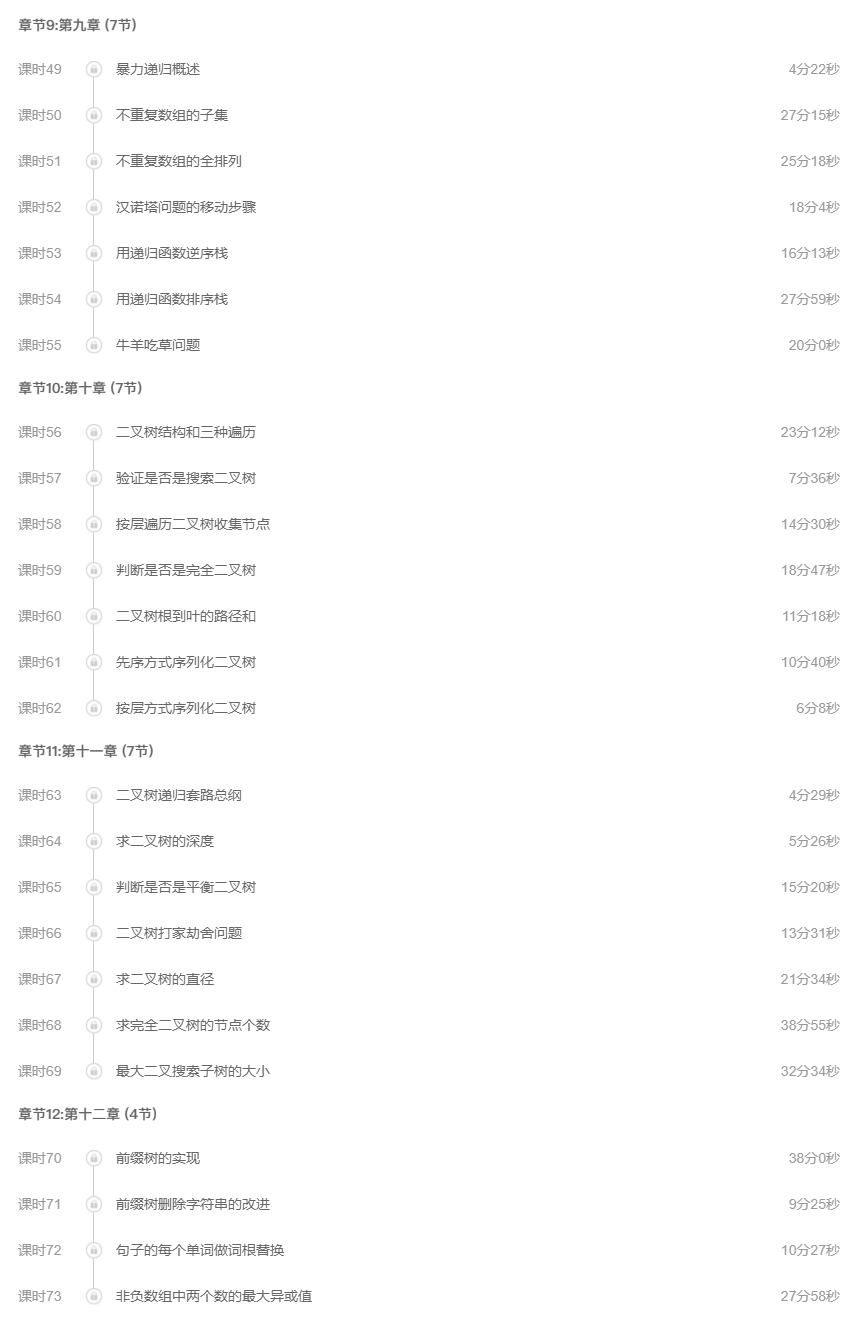 章节9:第九章 (7节)
课时49 暴力递归概述 4分22秒
课时50 不重复数组的子集 27分15秒
课时51 不重复数组的全排列 25分18秒
课时52 汉诺塔问题的移动步骤 18分4秒
课时53 用递归函数逆序栈 16分13秒
课时54 用递归函数排序栈 27分59秒
课时55 牛羊吃草问题 20分0秒
章节10:第十章 (7节)
课时56 二叉树结构和三种遍历 23分12秒
课时57 验证是否是搜索二叉树 7分36秒
课时58 按层遍历二叉树收集节点 14分30秒
课时59 判断是否是完全二叉树 18分47秒
课时60 二叉树根到叶的路径和 11分18秒
课时61 先序方式序列化二叉树 10分40秒
课时62 按层方式序列化二叉树 6分8秒
章节11:第十一章 (7节)
课时63 二叉树递归套路总纲 4分29秒
课时64 求二叉树的深度 5分26秒
课时65 判断是否是平衡二叉树 15分20秒
课时66 二叉树打家劫舍问题 13分31秒
课时67 求二叉树的直径 21分34秒
课时68 求完全二叉树的节点个数 38分55秒
课时69 最大二叉搜索子树的大小 32分34秒
章节12:第十二章 (4节)
课时70 前缀树的实现 38分0秒
课时71 前缀树删除字符串的改进 9分25秒
课时72 句子的每个单词做词根替换 10分27秒
课时73 非负数组中两个数的最大异或值 27分58秒